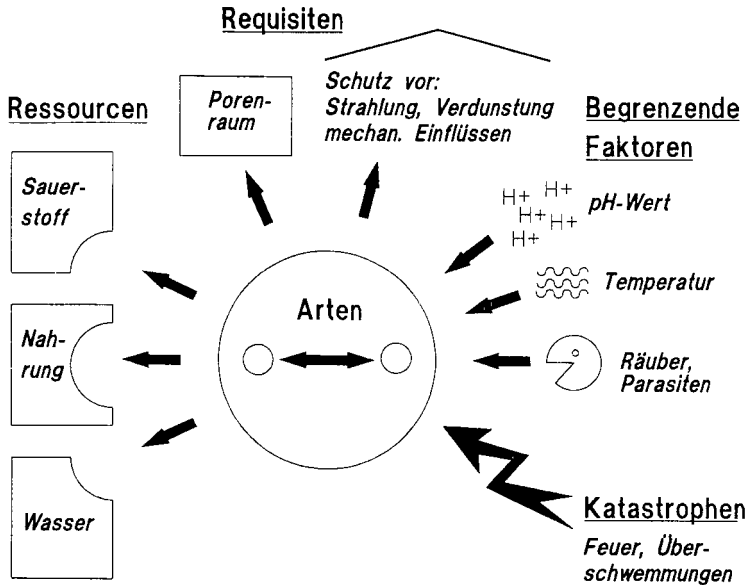 Requisiten
Poren-
raum
Schutz vor:
Strahlung, Verdunstung
mechan. Einflüssen
Ressourcen
Sauer-
stoff
Nah-
rung
Wasser
Arten
Begrenzende
Faktoren
H+ H+
H+ H+
H+
pH-Wert
Temperatur
Räuber,
Parasiten
Katastrophen
Feuer, Über-
schwemmungen